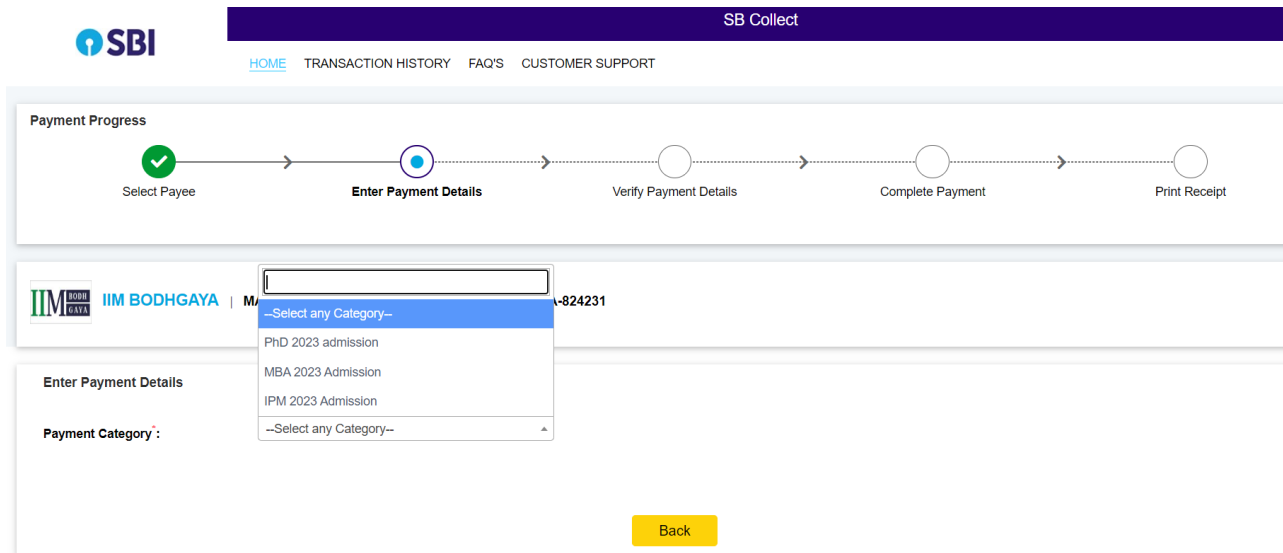 SBI
SB Collect
HOME TRANSACTION HISTORY FAQ'S CUSTOMER SUPPORT
Payment Progress
Select Payee Enter Payment Details Verify Payment Details Complete Payment Print Receipt
IIM BODH GAYA IIM BODHGAYA | -824231
--Select any Category--
PhD 2023 admission
MBA 2023 Admission
IPM 2023 Admission
Enter Payment Details
Payment Category*: --Select any Category--
Back